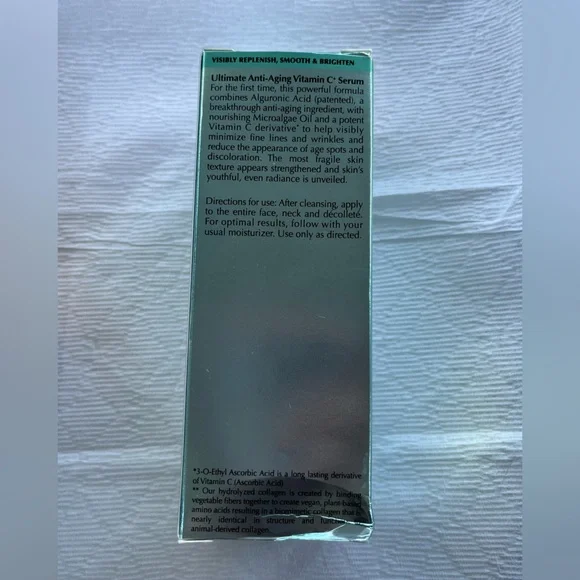 VISIBLY REPLENISH, SMOOTH & BRIGHTEN
Ultimate Anti-Aging Vitamin C* Serum
For the first time, this powerful formula
combines Alguronic Acid (patented), a
breakthrough anti-aging ingredient, with
nourishing Microalgae Oil and a potent
Vitamin C derivative* to help visibly
minimize fine lines and wrinkles and
reduce the appearance of age spots and
discoloration. The most fragile skin
texture appears strengthened and skin's
youthful, even radiance is unveiled.
Directions for use: After cleansing, apply
to the entire face, neck and décolleté.
For optimal results, follow with your
usual moisturizer. Use only as directed.
*3-O-Ethyl Ascorbic Acid is a long lasting derivative
of Vitamin C (Ascorbic Acid)
** Our hydrolyzed collagen is created by binding
vegetable fibers together to create vegan, plant-based
amino acids resulting in a biomimetic collagen that is
nearly identical in structure and function to
animal-derived collagen.